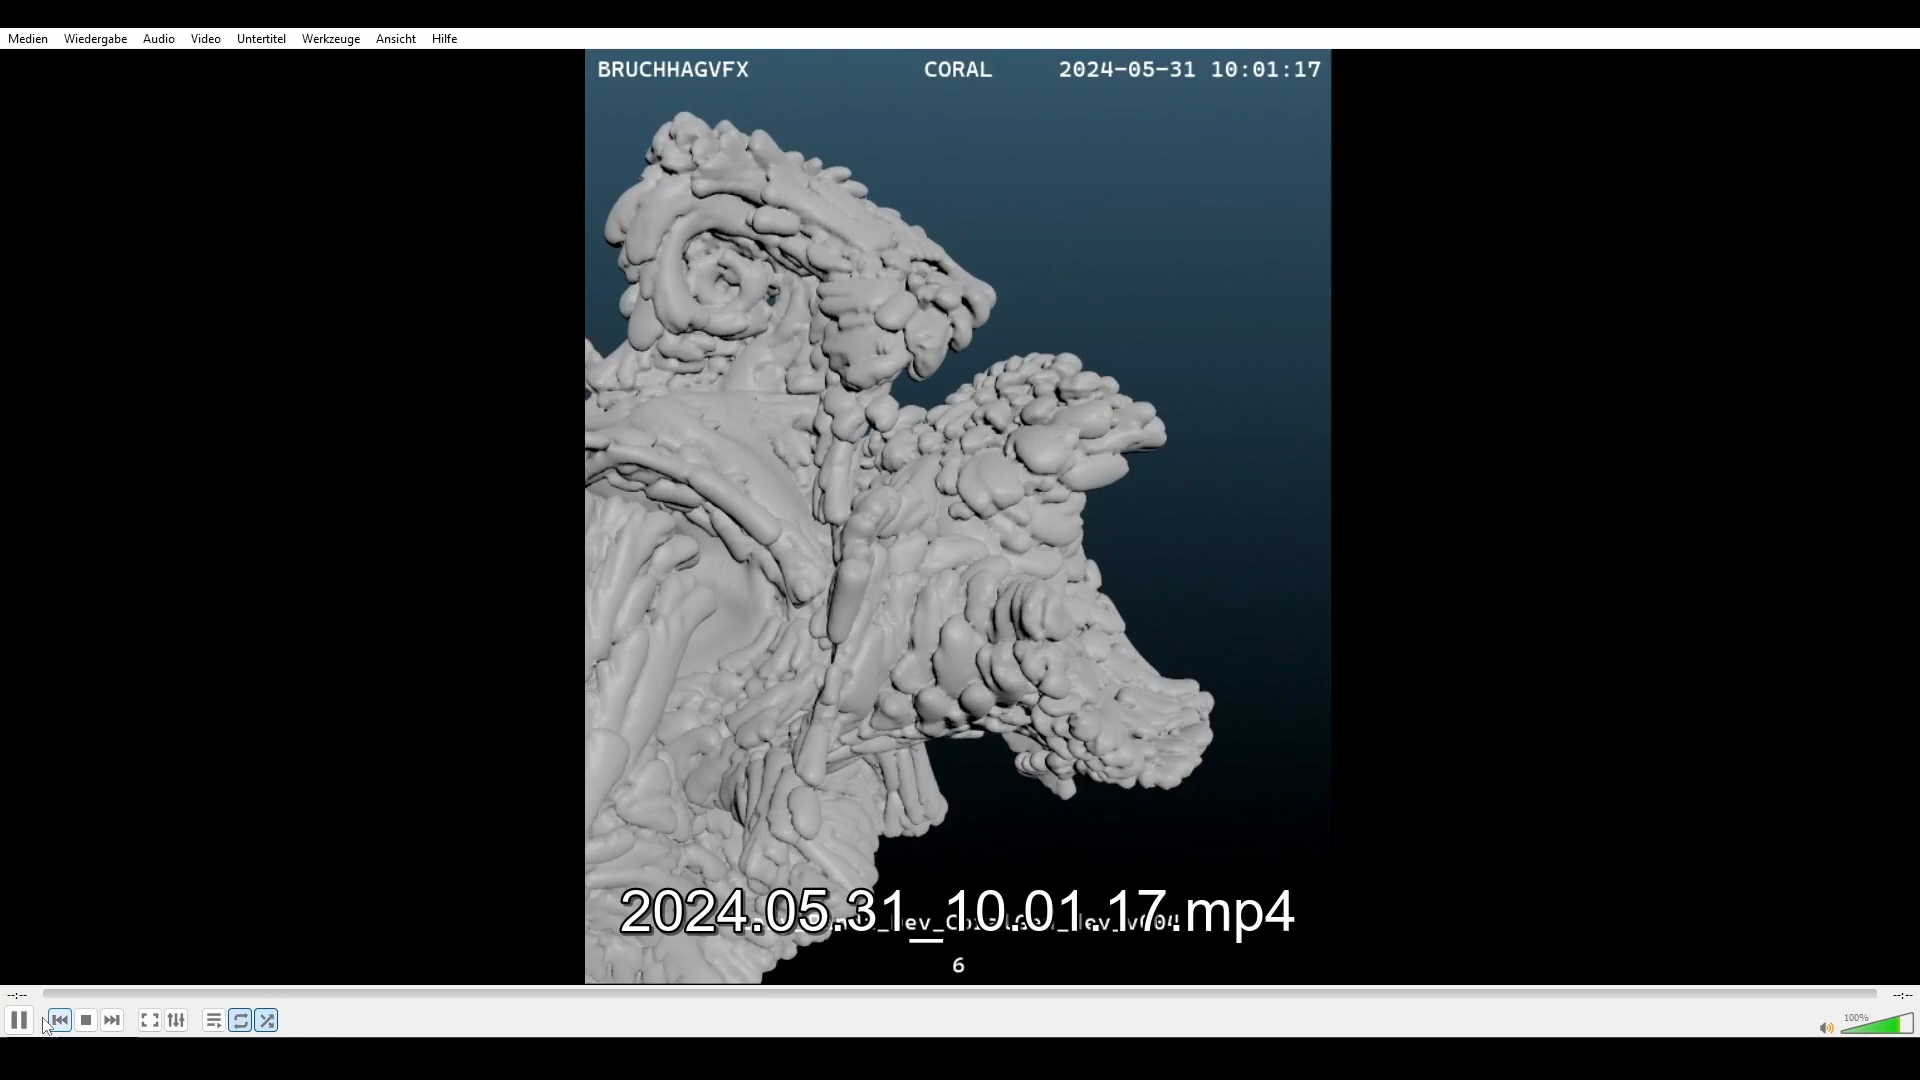 Medien Wiedergabe Audio Video Untertitel Werkzeuge Ansicht Hilfe
BRUCHHAGVFX CORAL 2024-05-31 10:01:17
2024.05.31_10.01.17.mp4
6
--:-- --:--
100%